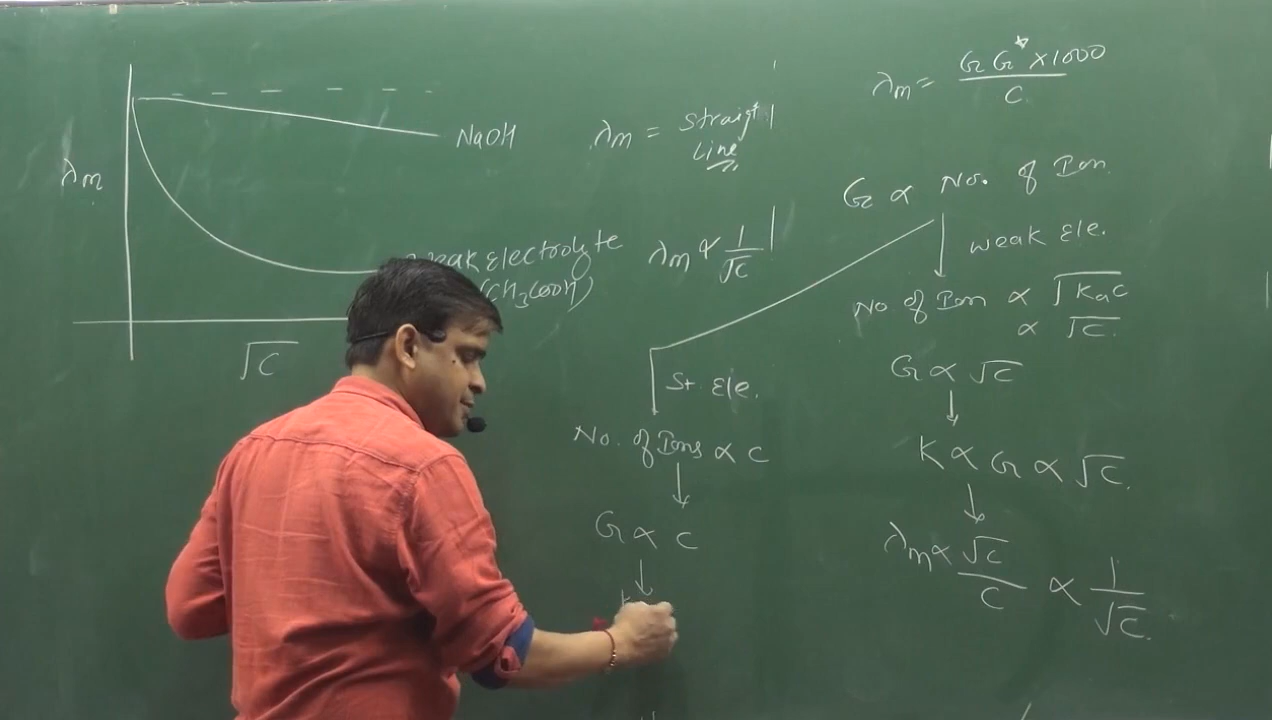 NaOH
λm
weak Electrolyte
(CH3COOH)
√C
λm = Straight
Line
λm ∝ 1/√C
λm = G G* × 1000 / C
G ∝ No. of Ion
weak Ele.
No of Ion ∝ √KaC
∝ √C.
G ∝ √C
K ∝ G ∝ √C.
λm ∝ √C/C ∝ 1/√C.
St. Ele.
No. of Ions ∝ C
G ∝ C